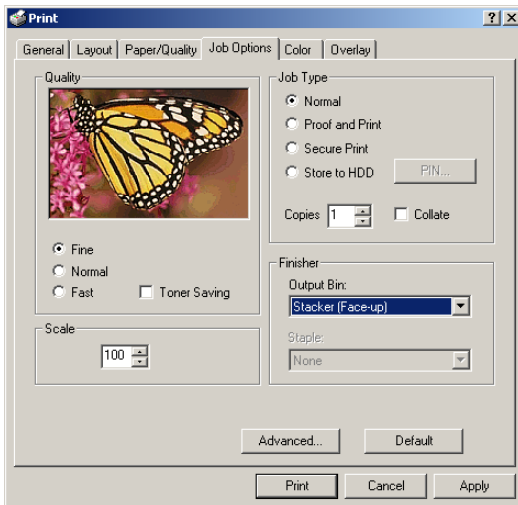 Print
General Layout Paper/Quality Job Options Color Overlay
Quality
Fine
Normal
Fast
Toner Saving
Scale
100
Job Type
Normal
Proof and Print
Secure Print
Store to HDD
PIN...
Copies 1
Collate
Finisher
Output Bin:
Stacker (Face-up)
Staple:
None
Advanced... Default
Print Cancel Apply